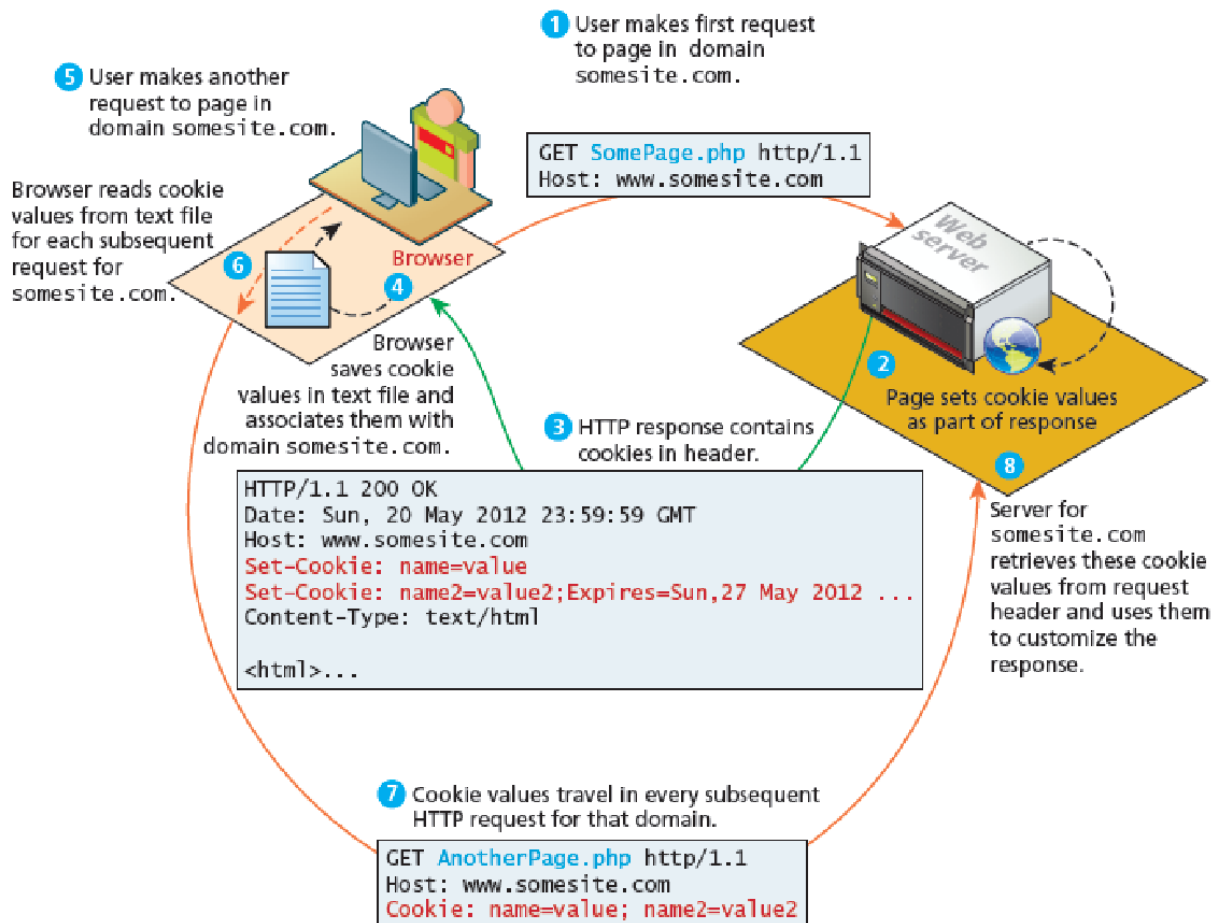 1 User makes first request
to page in domain
somesite.com.
5 User makes another
request to page in
domain somesite.com.
GET SomePage.php http/1.1
Host: www.somesite.com
Browser reads cookie
values from text file
for each subsequent
request for
somesite.com.
6
Browser
4
Web
server
Browser
saves cookie
values in text file and
associates them with
domain somesite.com.
2
Page sets cookie values
as part of response
3 HTTP response contains
cookies in header.
8
HTTP/1.1 200 OK
Date: Sun, 20 May 2012 23:59:59 GMT
Host: www.somesite.com
Set-Cookie: name=value
Set-Cookie: name2=value2;Expires=Sun,27 May 2012 ...
Content-Type: text/html
<html>...
Server for
somesite.com
retrieves these cookie
values from request
header and uses them
to customize the
response.
7 Cookie values travel in every subsequent
HTTP request for that domain.
GET AnotherPage.php http/1.1
Host: www.somesite.com
Cookie: name=value; name2=value2